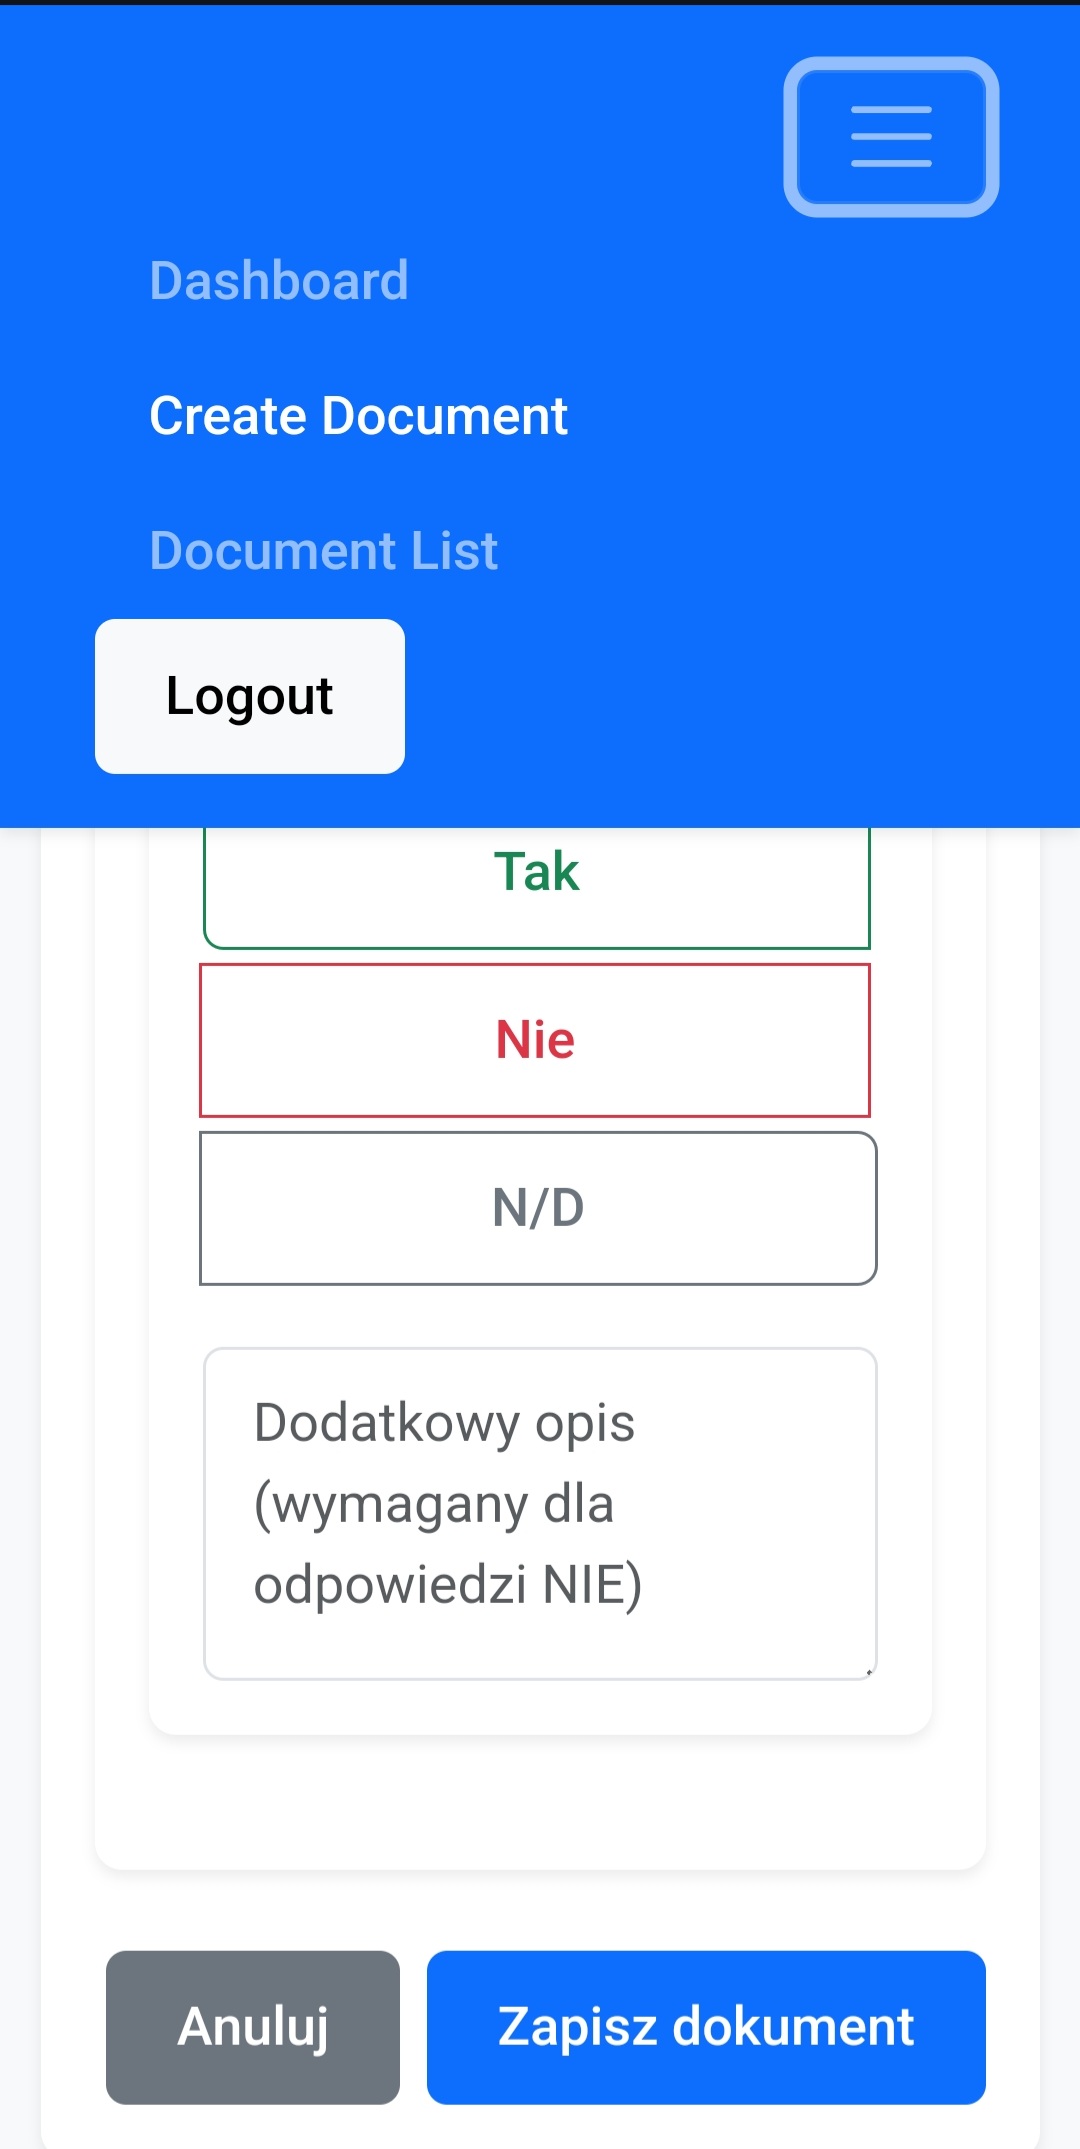 Dashboard
Create Document
Document List
Logout
Tak
Nie
N/D
Dodatkowy opis
(wymagany dla
odpowiedzi NIE)
Anuluj
Zapisz dokument